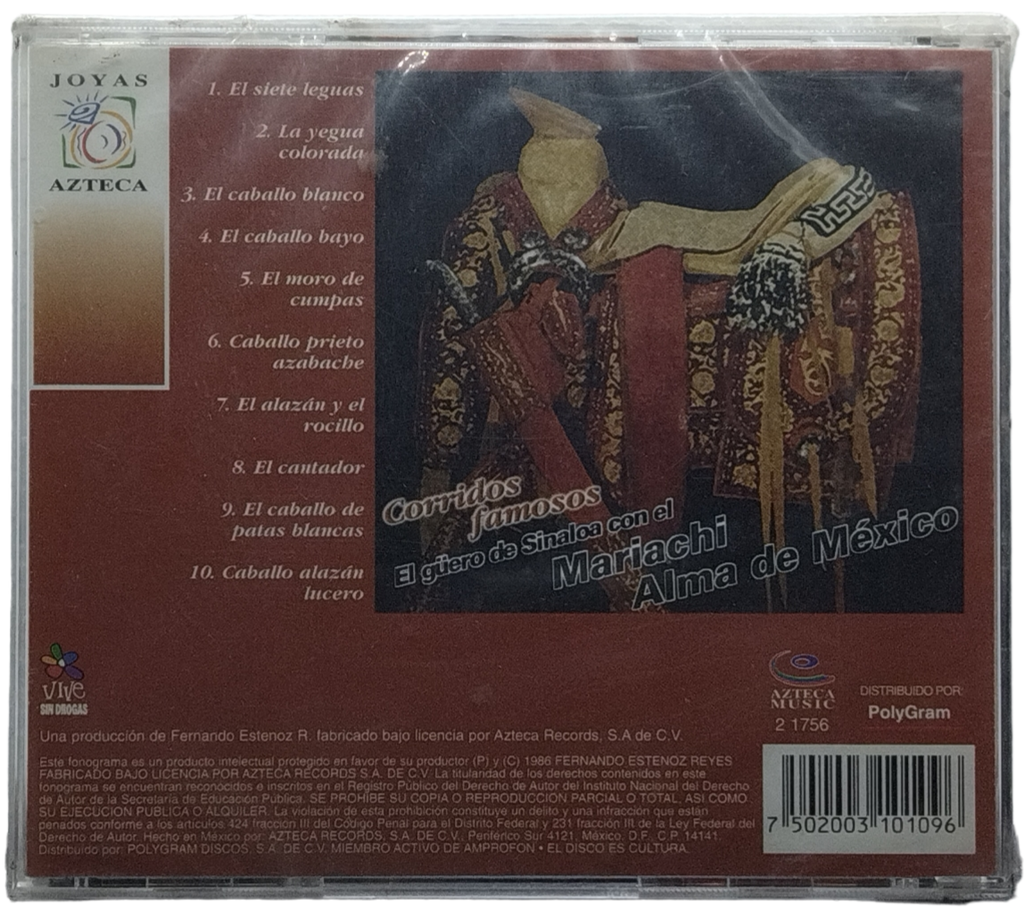 JOYAS
AZTECA
1. El siete leguas
2. La yegua
colorada
3. El caballo blanco
4. El caballo bayo
5. El moro de
cumpas
6. Caballo prieto
azabache
7. El alazán y el
rocillo
8. El cantador
9. El caballo de
patas blancas
10. Caballo alazán
lucero
Corridos
famosos
El güero de Sinaloa con el
Mariachi
Alma de México
VIVE
SIN DROGAS
AZTECA
MUSIC
2 1756
DISTRIBUIDO POR:
PolyGram
Una producción de Fernando Estenoz R. fabricado bajo licencia por Azteca Records, S.A de C.V.
Este fonograma es un producto intelectual protegido en favor de su productor (P) y (C) 1986 FERNANDO ESTENOZ REYES
FABRICADO BAJO LICENCIA POR AZTECA RECORDS S.A. DE C.V. La titularidad de los derechos contenidos en este
fonograma se encuentran reconocidos e inscritos en el Registro Público del Derecho de Autor del Instituto Nacional del Derecho
de Autor de la Secretaría de Educación Pública. SE PROHIBE SU COPIA O REPRODUCCION PARCIAL O TOTAL, ASI COMO
SU EJECUCION PUBLICA O ALQUILER. La violación de esta prohibición constituye un delito y una infracción que están
penados conforme a los artículos 424 fracción III del Código Penal para el Distrito Federal y 231 fracción III de la Ley Federal del
Derecho de Autor. Hecho en México por: AZTECA RECORDS, S.A. DE C.V., Periférico Sur 4121, México, D.F., C.P. 14141.
Distribuido por: POLYGRAM DISCOS, S.A. DE C.V. MIEMBRO ACTIVO DE AMPROFON • EL DISCO ES CULTURA.
7 502003 101096